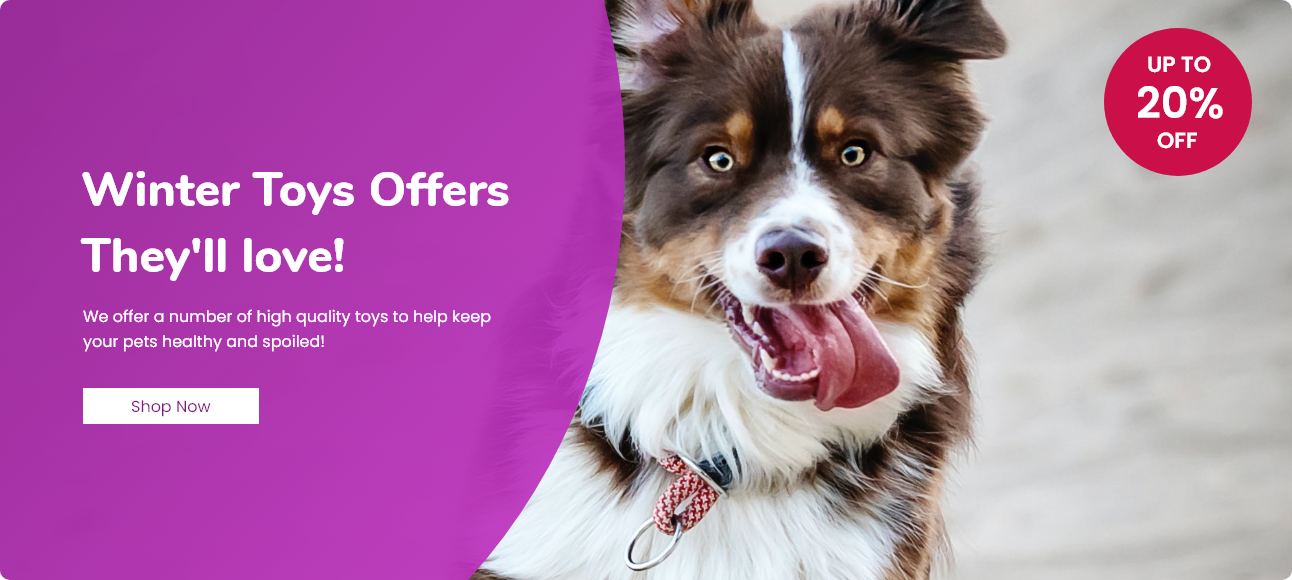 Winter Toys Offers
They'll love!
We offer a number of high quality toys to help keep
your pets healthy and spoiled!
Shop Now
UP TO
20%
OFF